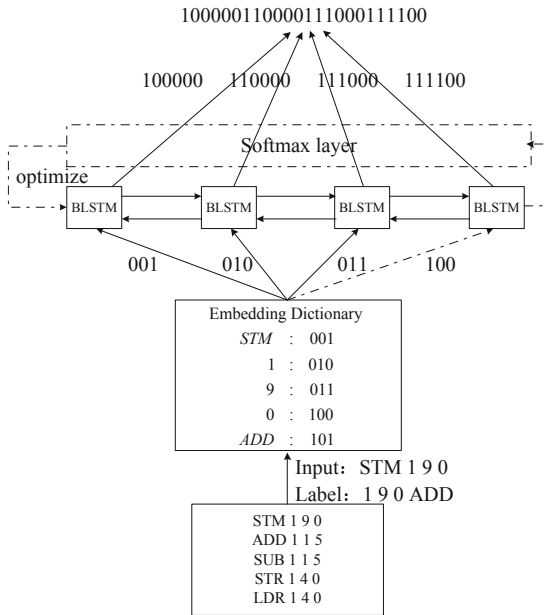 100000110000111000111100
100000 110000 111000 111100
Softmax layer
optimize
BLSTM BLSTM BLSTM BLSTM
001 010 011 100
Embedding Dictionary
STM : 001
1 : 010
9 : 011
0 : 100
ADD : 101
Input: STM 1 9 0
Label: 1 9 0 ADD
STM 1 9 0
ADD 1 1 5
SUB 1 1 5
STR 1 4 0
LDR 1 4 0